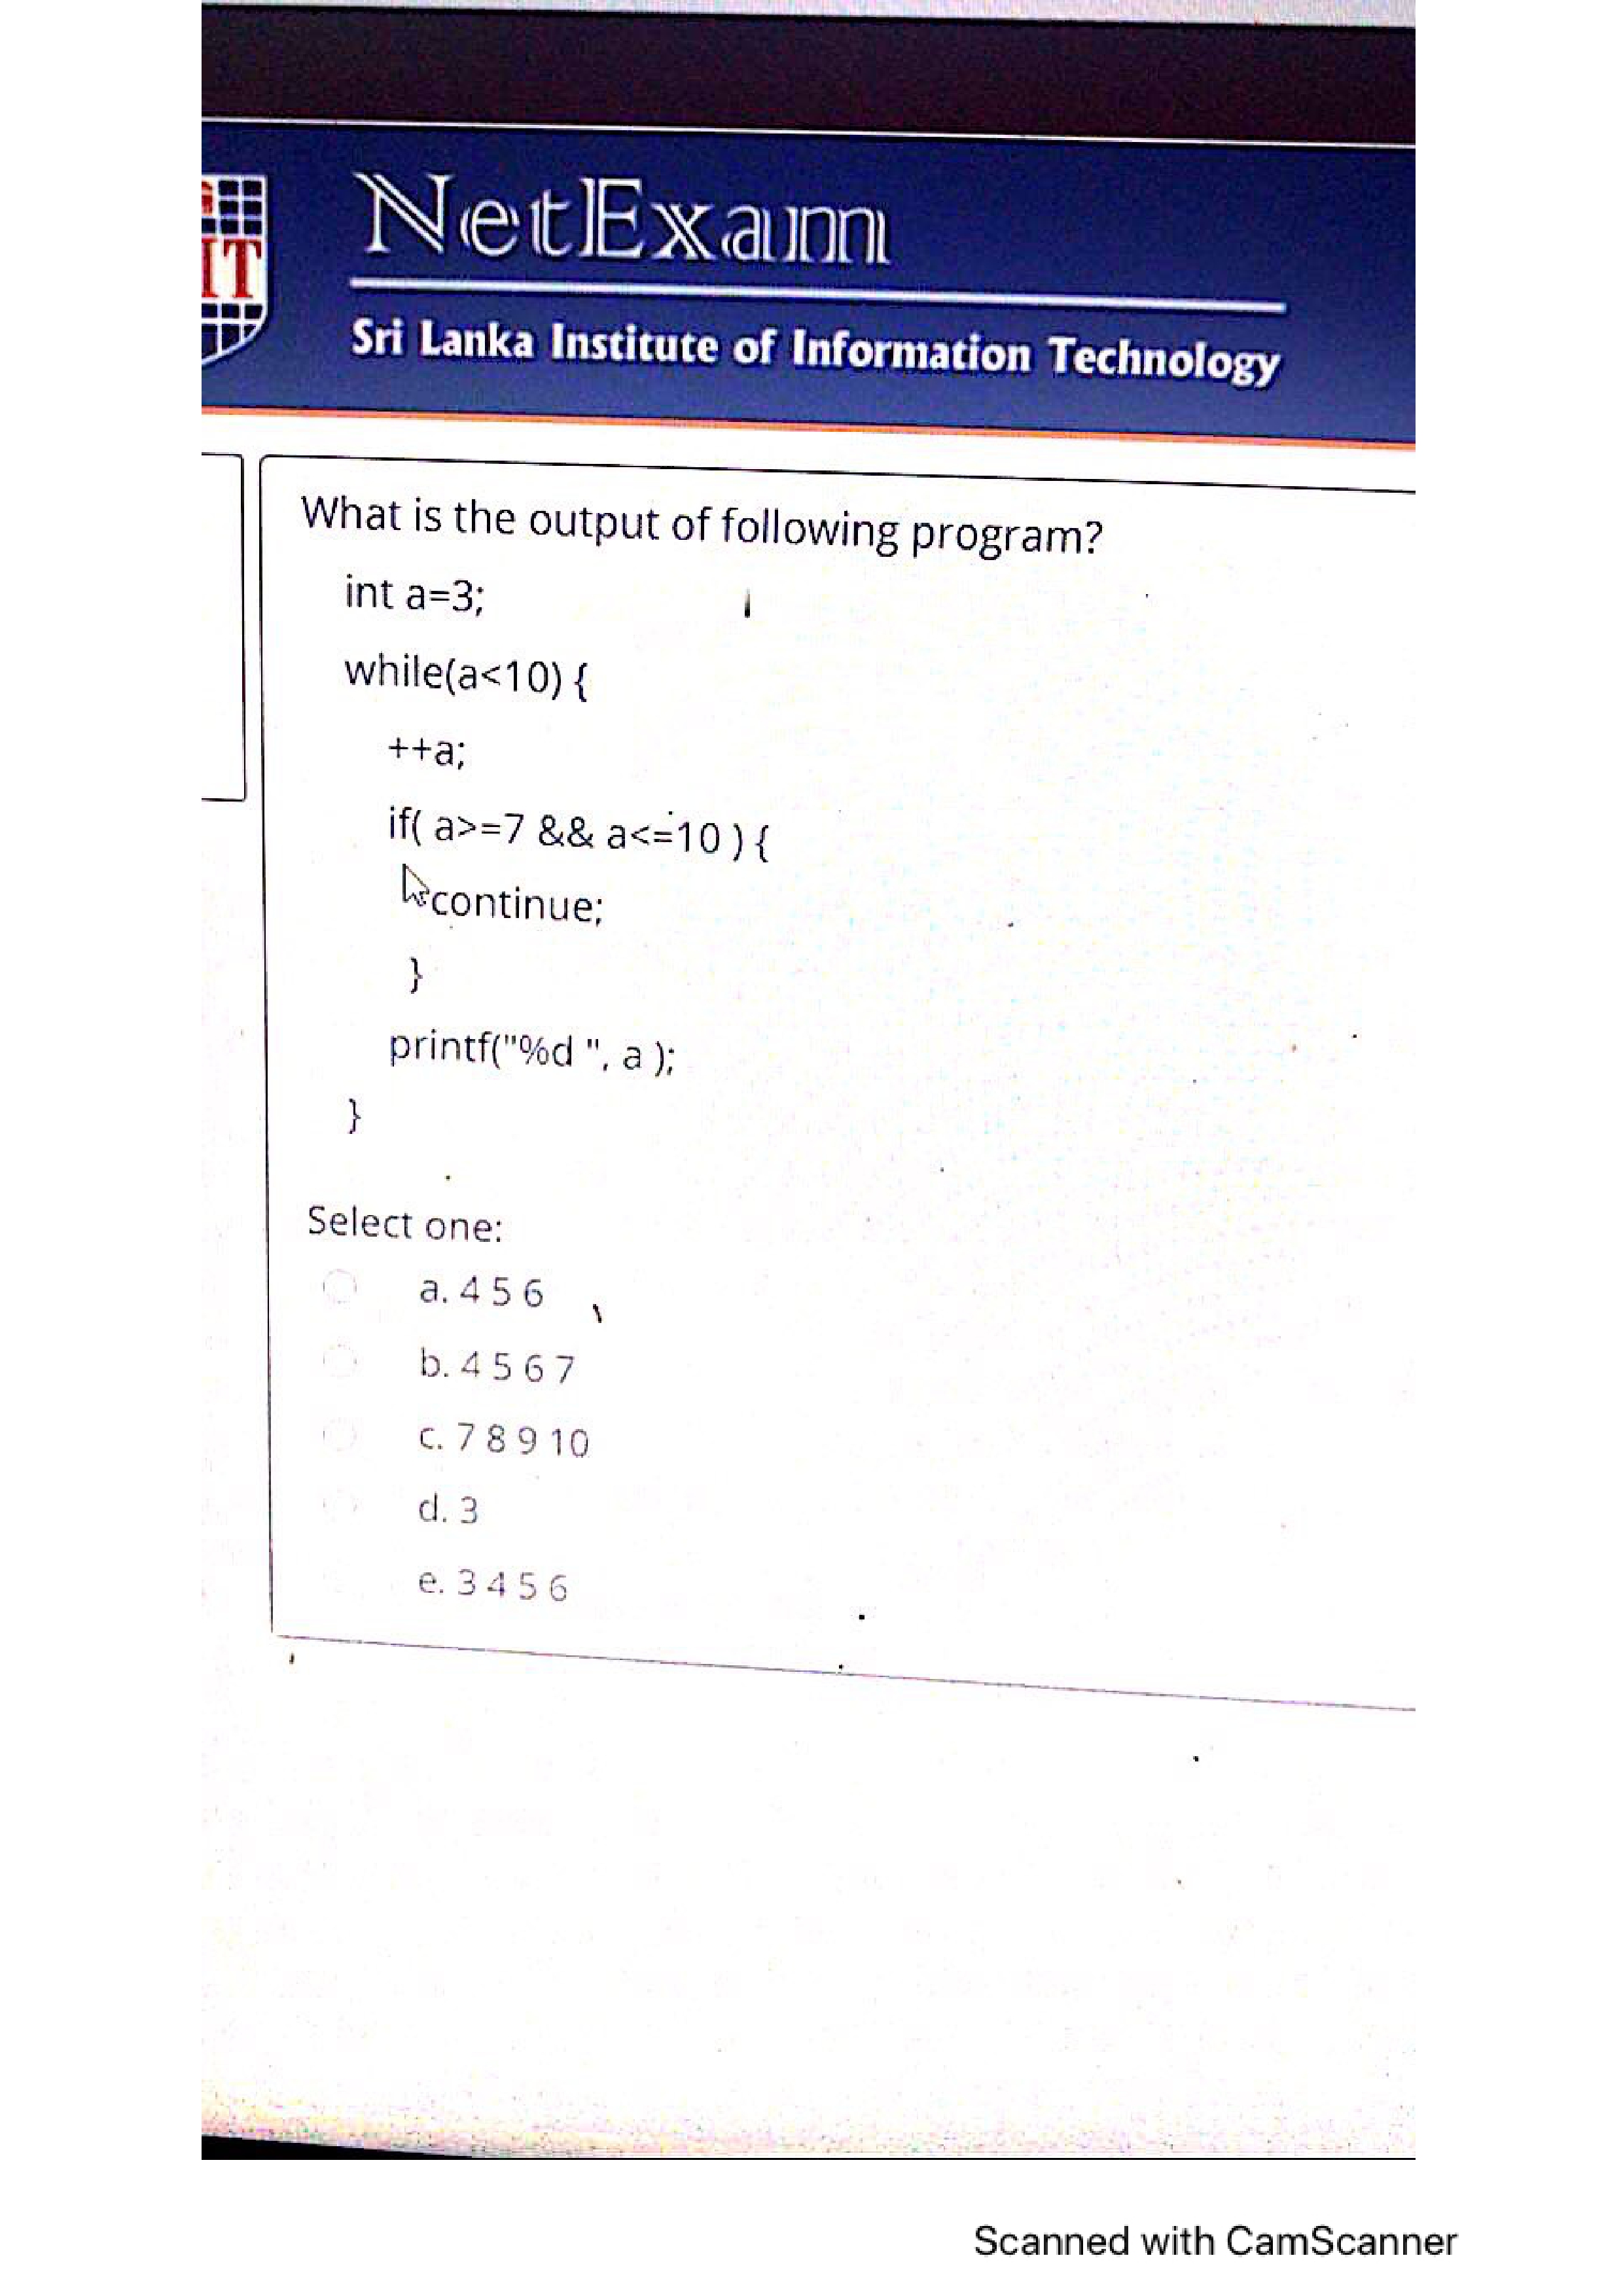 IT
NetExam
Sri Lanka Institute of Information Technology
What is the output of following program?
int a=3;
while(a<10) {
++a;
if( a>=7 && a<=10 ) {
continue;
}
printf("%d ", a );
}
Select one:
a. 4 5 6
b. 4 5 6 7
c. 7 8 9 10
d. 3
e. 3 4 5 6
Scanned with CamScanner